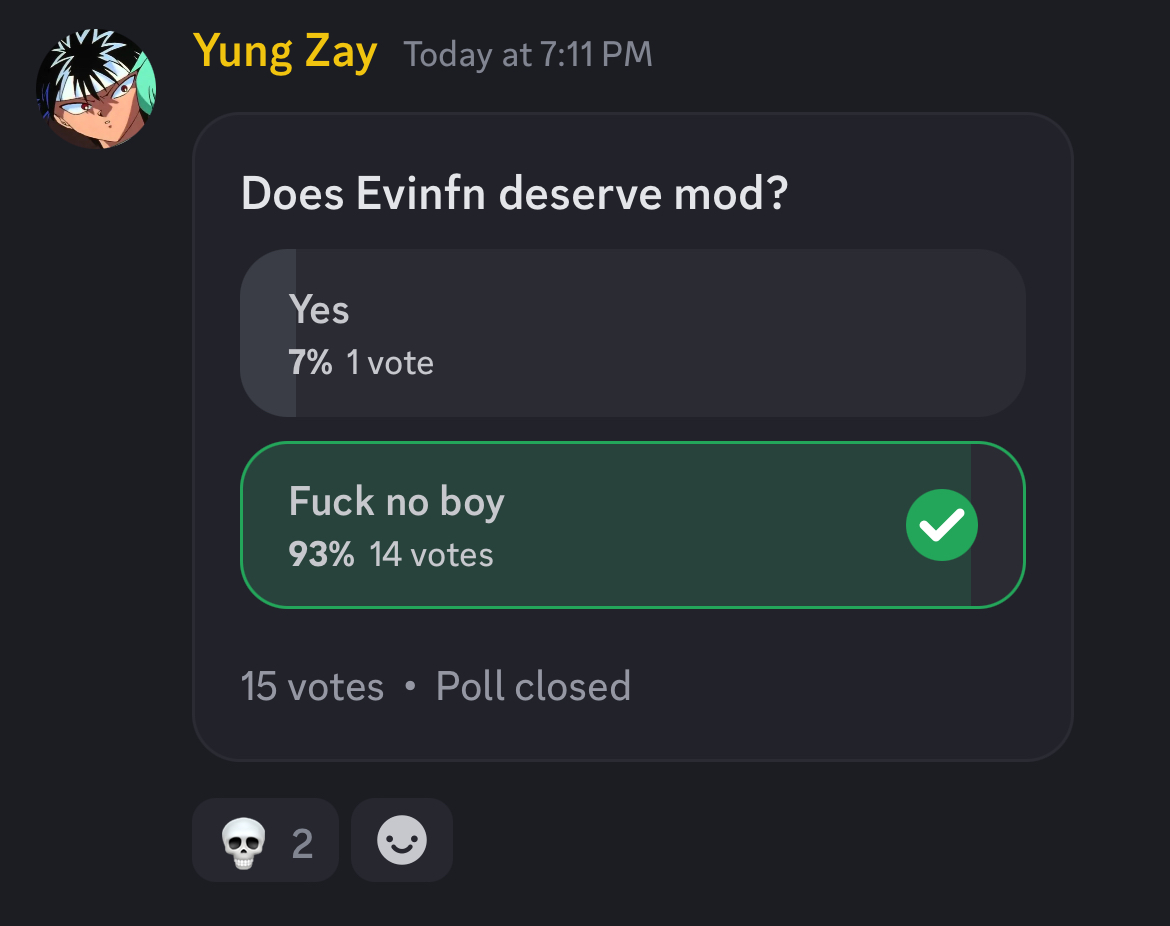 Yung Zay Today at 7:11 PM
Does Evinfn deserve mod?
Yes
7% 1 vote
Fuck no boy
93% 14 votes
15 votes • Poll closed
2